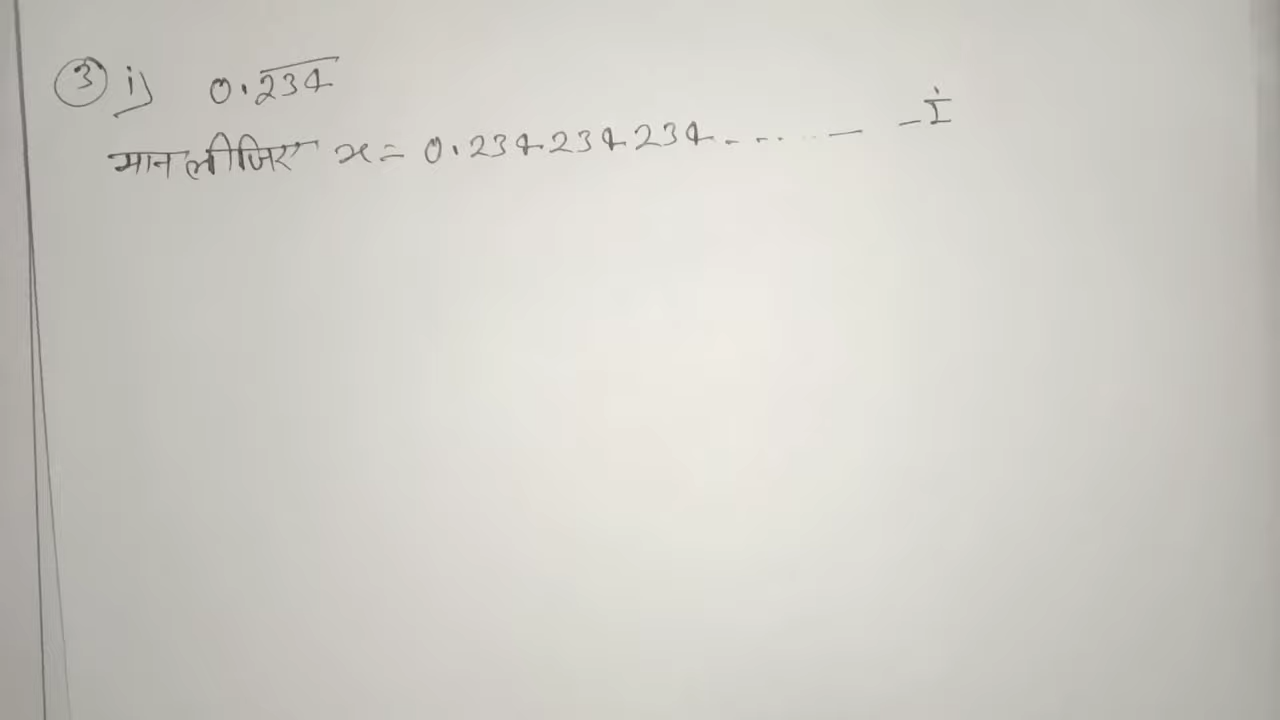 ③ i) 0.2̅3̅4̅
मान लीजिए x = 0.234234234...... — - I